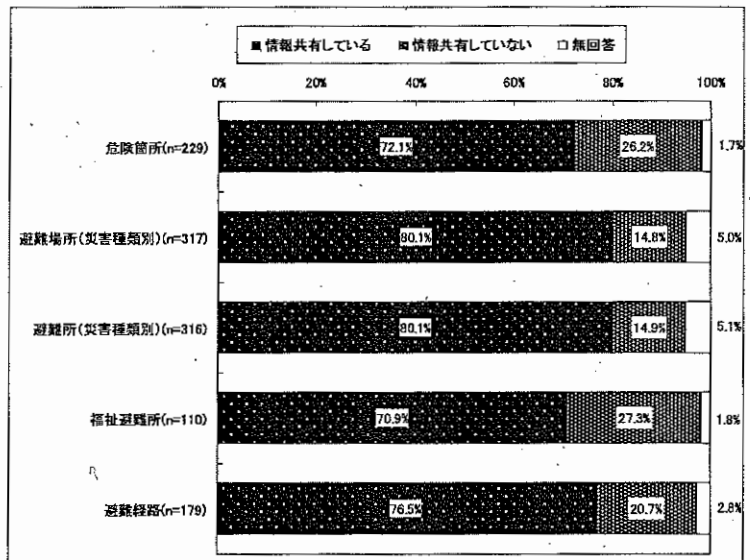 ■情報共有している ▩情報共有していない □無回答
0% 20% 40% 60% 80% 100%
危険箇所(n=229) 72.1% 26.2% 1.7%
避難場所(災害種類別)(n=317) 80.1% 14.8% 5.0%
避難所(災害種類別)(n=316) 80.1% 14.9% 5.1%
福祉避難所(n=110) 70.9% 27.3% 1.8%
避難経路(n=179) 76.5% 20.7% 2.8%